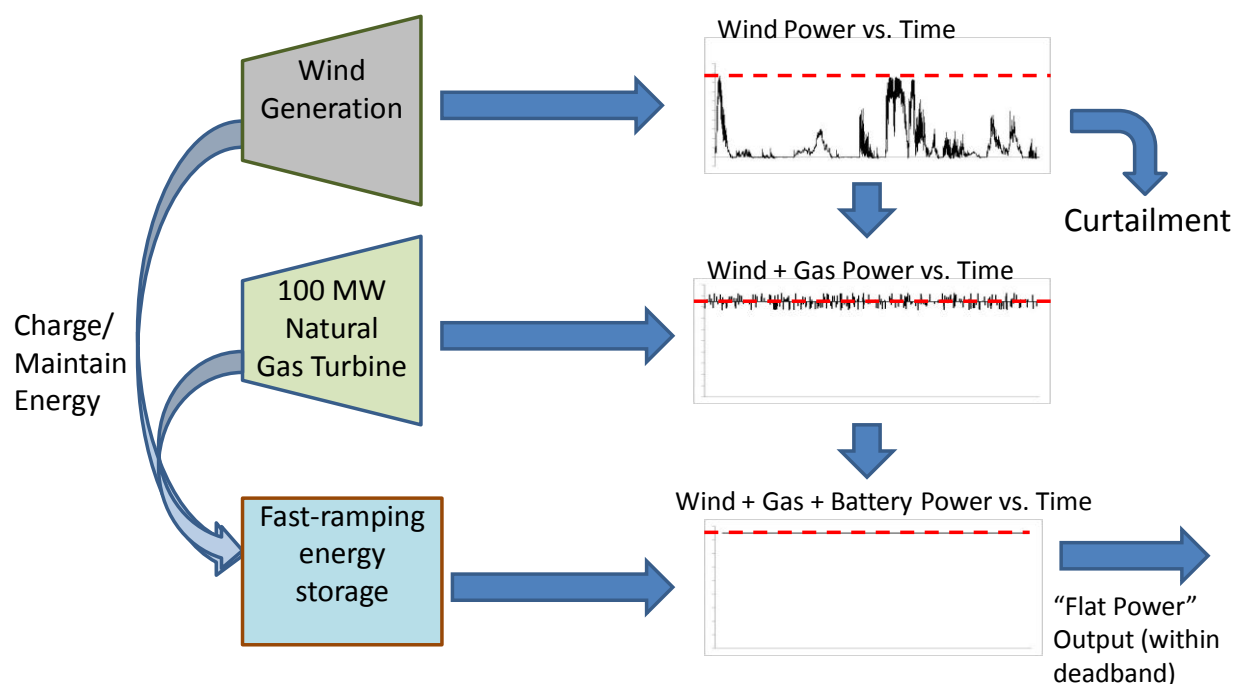 Wind Power vs. Time
Wind
Generation
Curtailment
Wind + Gas Power vs. Time
100 MW
Natural
Gas Turbine
Charge/
Maintain
Energy
Wind + Gas + Battery Power vs. Time
Fast-ramping
energy
storage
“Flat Power”
Output (within
deadband)